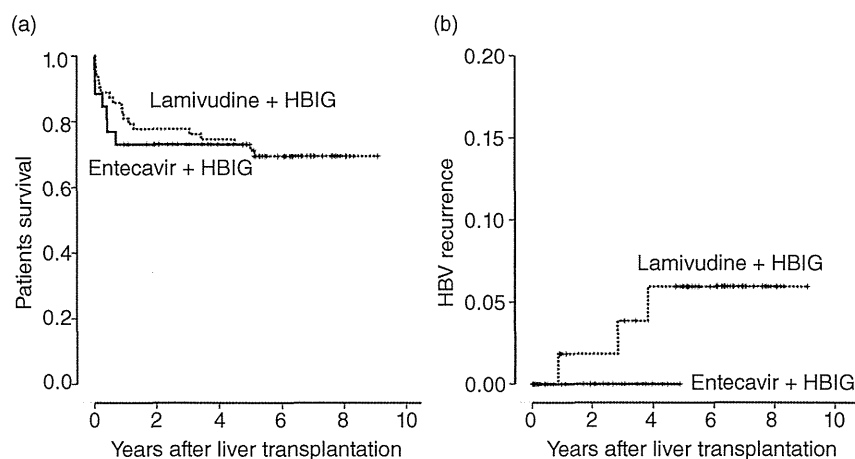 (a)
1.0
0.8
0.6
0.4
0.2
0.0
Patients survival
Lamivudine + HBIG
Entecavir + HBIG
0 2 4 6 8 10
Years after liver transplantation
(b)
0.20
0.15
0.10
0.05
0.00
HBV recurrence
Lamivudine + HBIG
Entecavir + HBIG
0 2 4 6 8 10
Years after liver transplantation